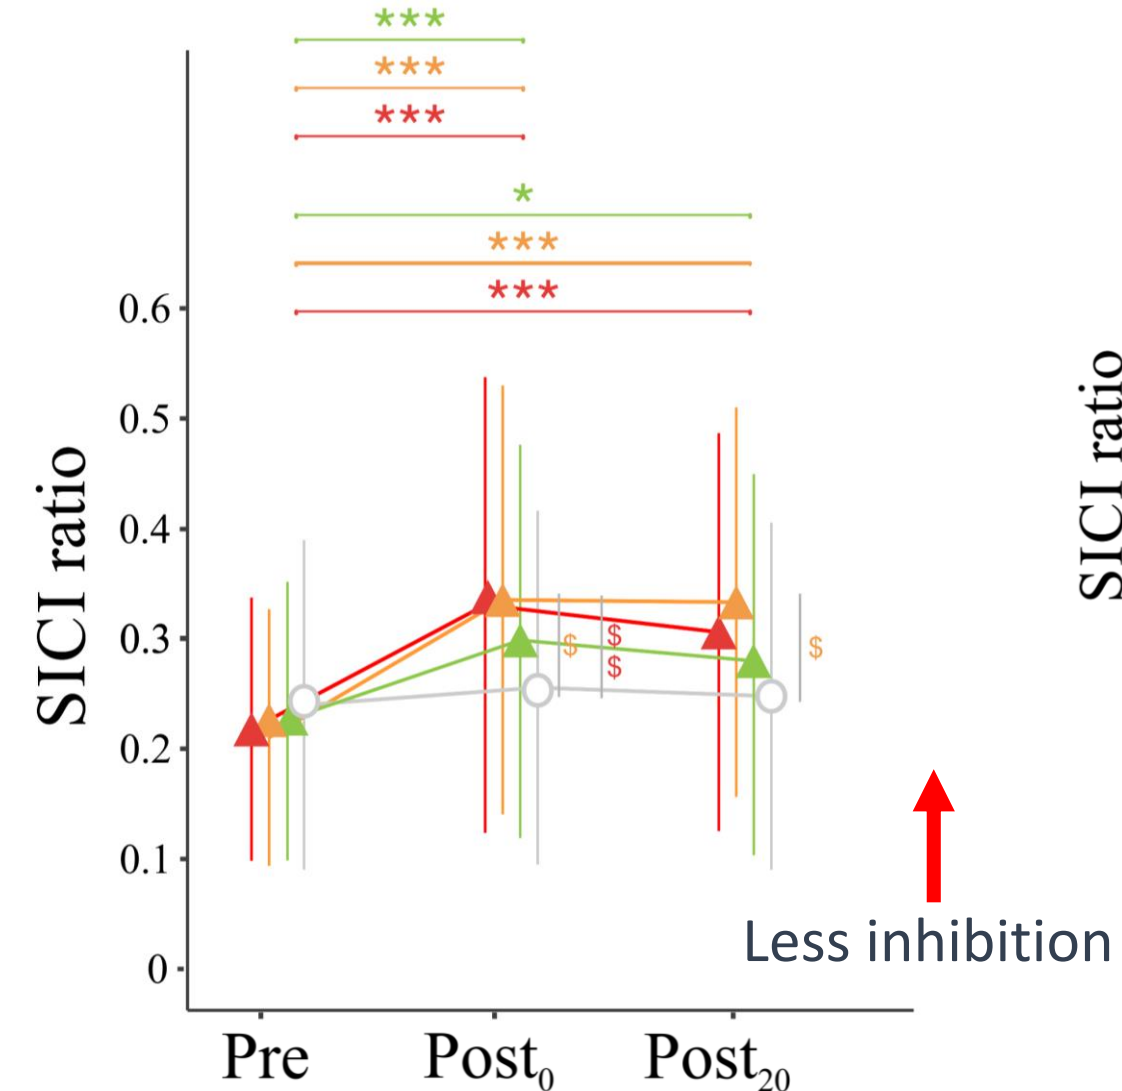 ***
***
***
*
***
***
0.6
0.5
0.4
0.3
0.2
0.1
0
SICI ratio
$
$
$
$
Less inhibition
Pre
Post₀
Post₂₀
SICI ratio